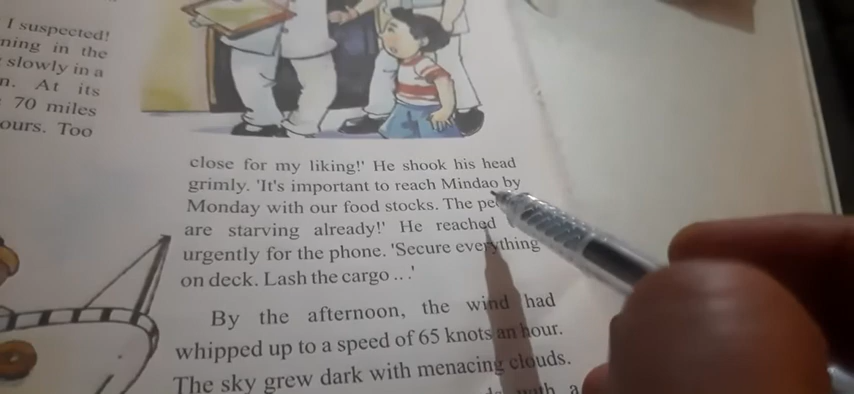 I suspected!
ning in the
slowly in a
n. At its
70 miles
ours. Too
close for my liking!' He shook his head
grimly. 'It's important to reach Mindao by
Monday with our food stocks. The
are starving already!' He reached
urgently for the phone. 'Secure everything
on deck. Lash the cargo ...'
By the afternoon, the wind had
whipped up to a speed of 65 knots an hour.
The sky grew dark with menacing clouds.
with a